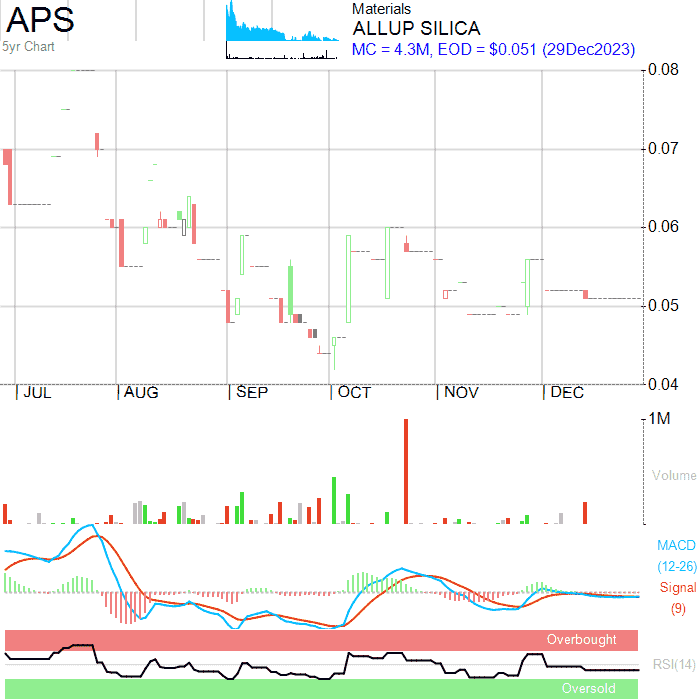 APS
5yr Chart
Materials
ALLUP SILICA
MC = 4.3M, EOD = $0.051 (29Dec2023)
0.08
0.07
0.06
0.05
0.04
JUL AUG SEP OCT NOV DEC
1M
Volume
MACD
(12-26)
Signal
(9)
Overbought
RSI(14)
Oversold